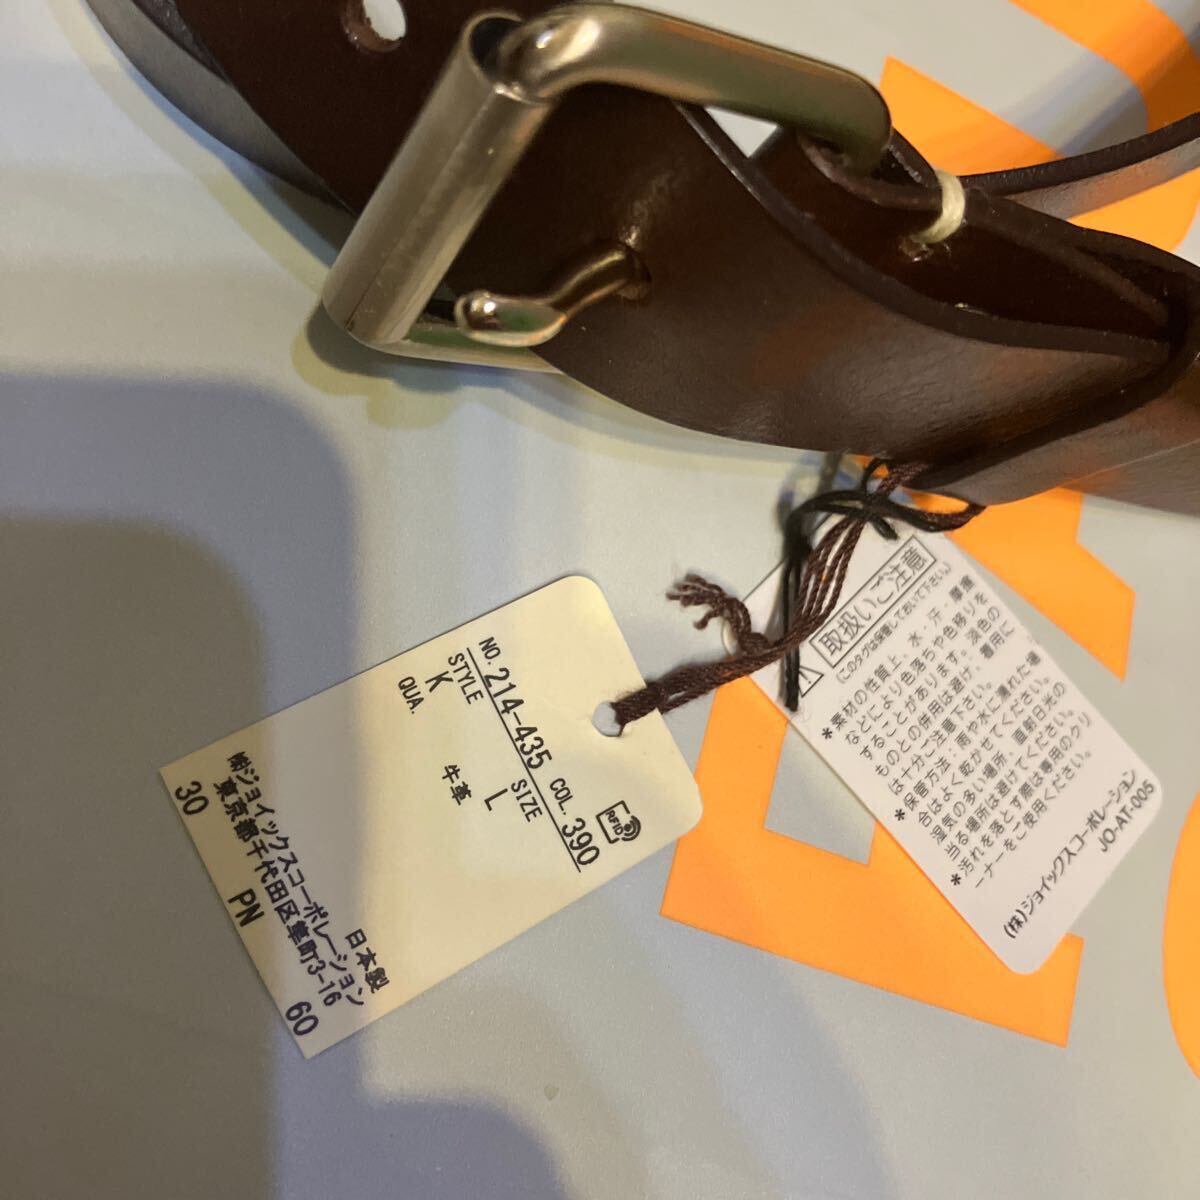 NO. 214-435 COL. 390
STYLE SIZE
K L
QUA. 牛革
RFID
日本製
㈱ジョイックスコーポレーション
東京都千代田区隼町3-16
30 PN 60
取扱いご注意
(このタグは保管しておいて下さい。)
*素材の性質上、水・汗・摩擦
などにより色落ちや色移りを
することがあります。淡色の
ものとの併用は避け、着用に
は十分ご注意下さい。
*保管方法・雨や水に濡れた場
合はよく乾かせてください。
湿気の多い場所、直射日光の
当る場所は避けてください。
*汚れを落とす際は専用のクリ
ーナーをご使用ください。
(株)ジョイックスコーポレーション
JO-AT-005